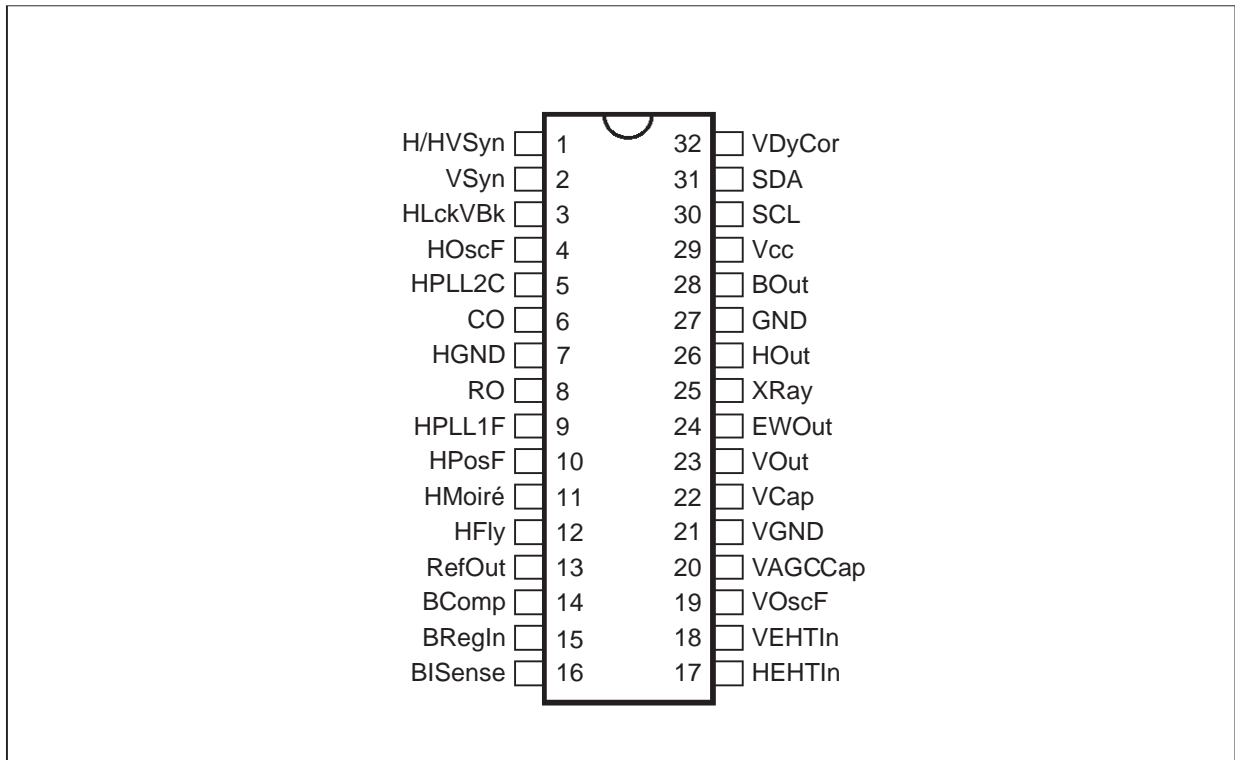 H/HVSyn 1 32 VDyCor
VSyn 2 31 SDA
HLckVBk 3 30 SCL
HOscF 4 29 Vcc
HPLL2C 5 28 BOut
CO 6 27 GND
HGND 7 26 HOut
RO 8 25 XRay
HPLL1F 9 24 EWOut
HPosF 10 23 VOut
HMoiré 11 22 VCap
HFly 12 21 VGND
RefOut 13 20 VAGCCap
BComp 14 19 VOscF
BRegIn 15 18 VEHTIn
BISense 16 17 HEHTIn